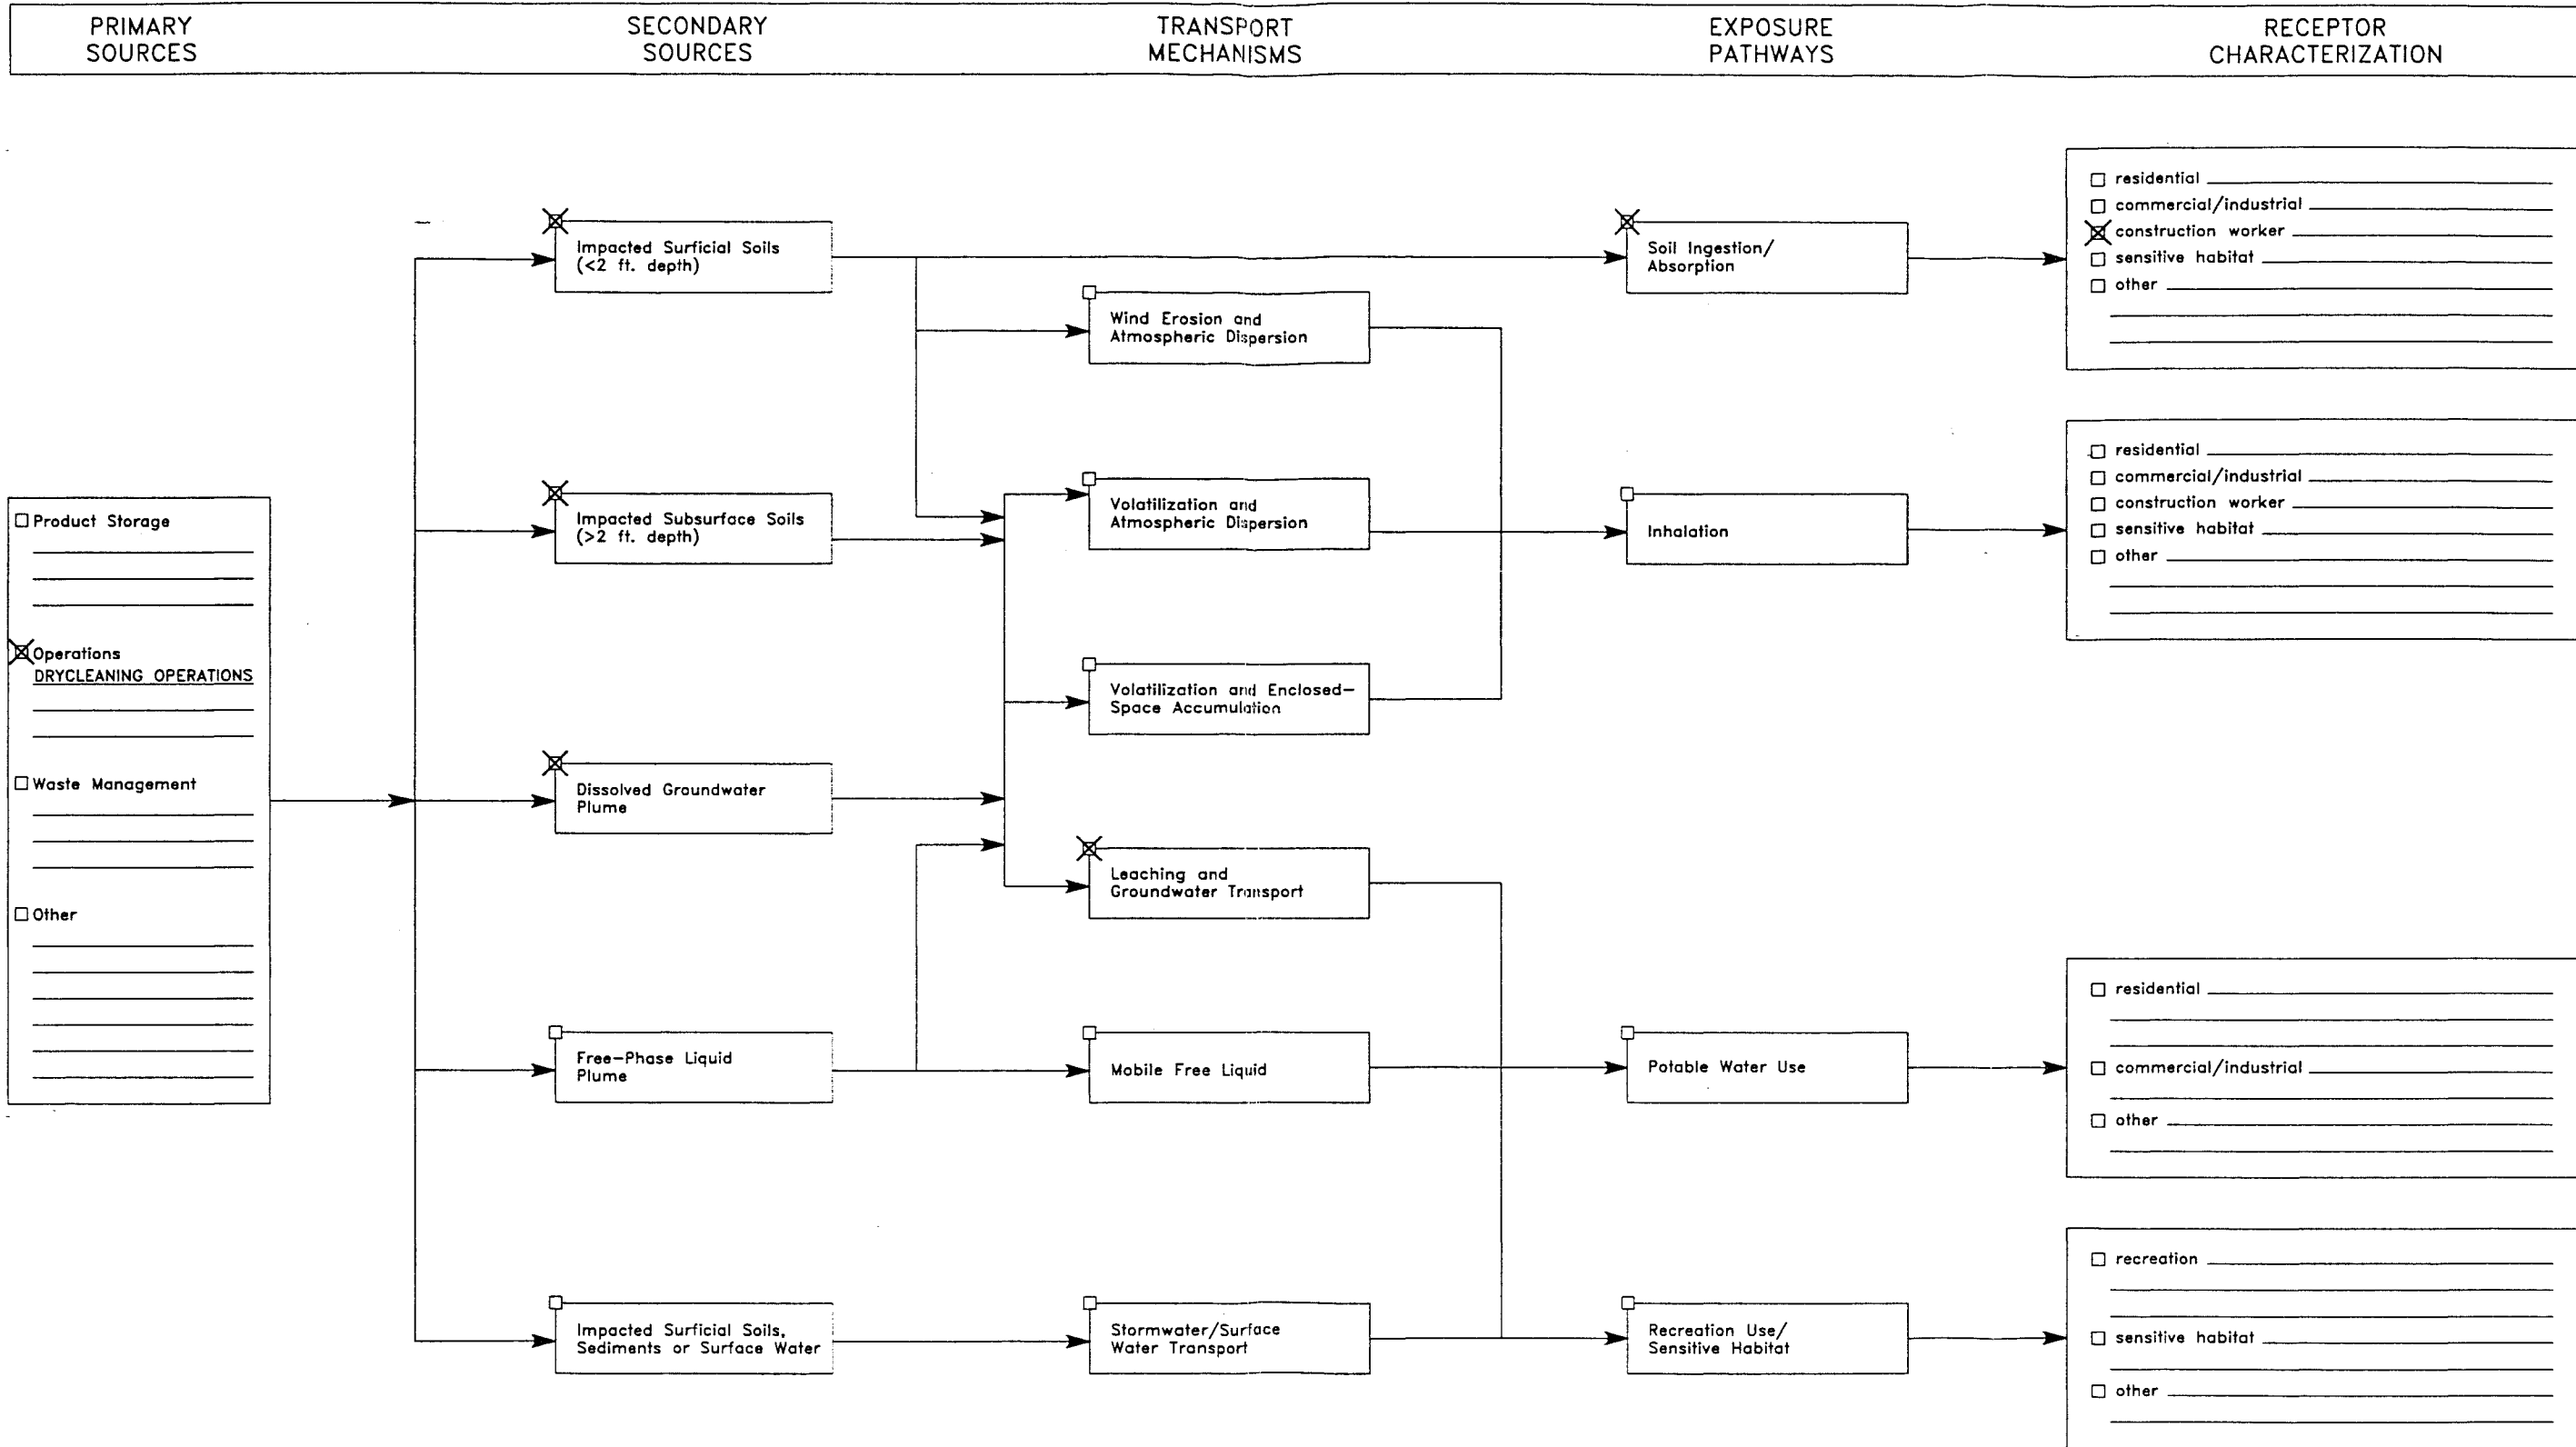 PRIMARY
SOURCES
SECONDARY
SOURCES
TRANSPORT
MECHANISMS
EXPOSURE
PATHWAYS
RECEPTOR
CHARACTERIZATION
Product Storage
Operations
DRYCLEANING OPERATIONS
Waste Management
Other
Impacted Surficial Soils
(<2 ft. depth)
Impacted Subsurface Soils
(>2 ft. depth)
Dissolved Groundwater
Plume
Free-Phase Liquid
Plume
Impacted Surficial Soils,
Sediments or Surface Water
Wind Erosion and
Atmospheric Dispersion
Volatilization and
Atmospheric Dispersion
Volatilization and Enclosed-
Space Accumulation
Leaching and
Groundwater Transport
Mobile Free Liquid
Stormwater/Surface
Water Transport
Soil Ingestion/
Absorption
Inhalation
Potable Water Use
Recreation Use/
Sensitive Habitat
residential
commercial/industrial
construction worker
sensitive habitat
other
residential
commercial/industrial
construction worker
sensitive habitat
other
residential
commercial/industrial
other
recreation
sensitive habitat
other